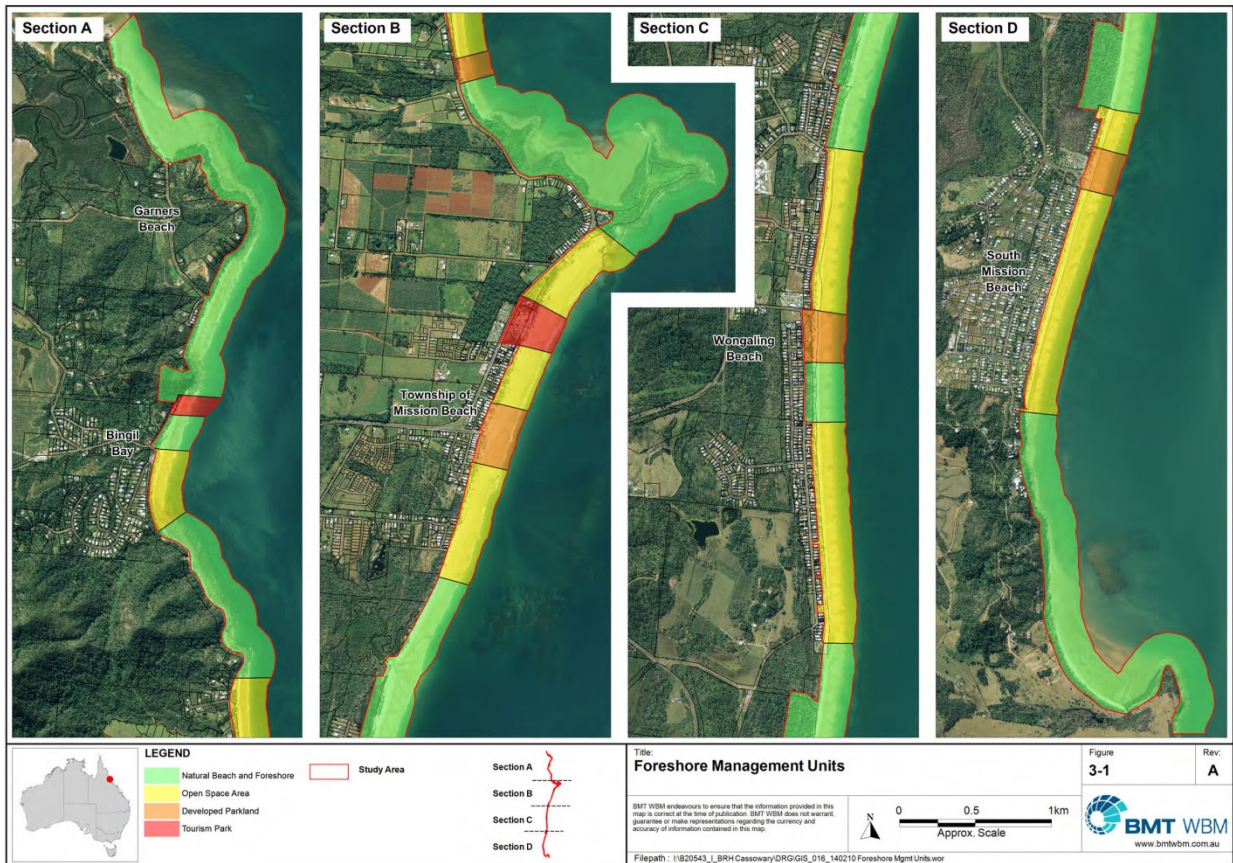 Section A
Section B
Section C
Section D
Garners
Beach
Bingil
Bay
Township of
Mission Beach
Wongaling
Beach
South
Mission
Beach
LEGEND
Natural Beach and Foreshore
Open Space Area
Developed Parkland
Tourism Park
Study Area
Section A
Section B
Section C
Section D
Title:
Foreshore Management Units
Figure
3-1
Rev:
A
BMT WBM endeavours to ensure that the information provided in this
map is correct at the time of publication. BMT WBM does not warrant,
guarantee or make representations regarding the currency and
accuracy of information contained in this map.
N
0 0.5 1km
Approx. Scale
BMT WBM
www.bmtwbm.com.au
Filepath : I:\B20543_I_BRH Cassowary\DRG\GIS_016_140210 Foreshore Mgmt Units.wor